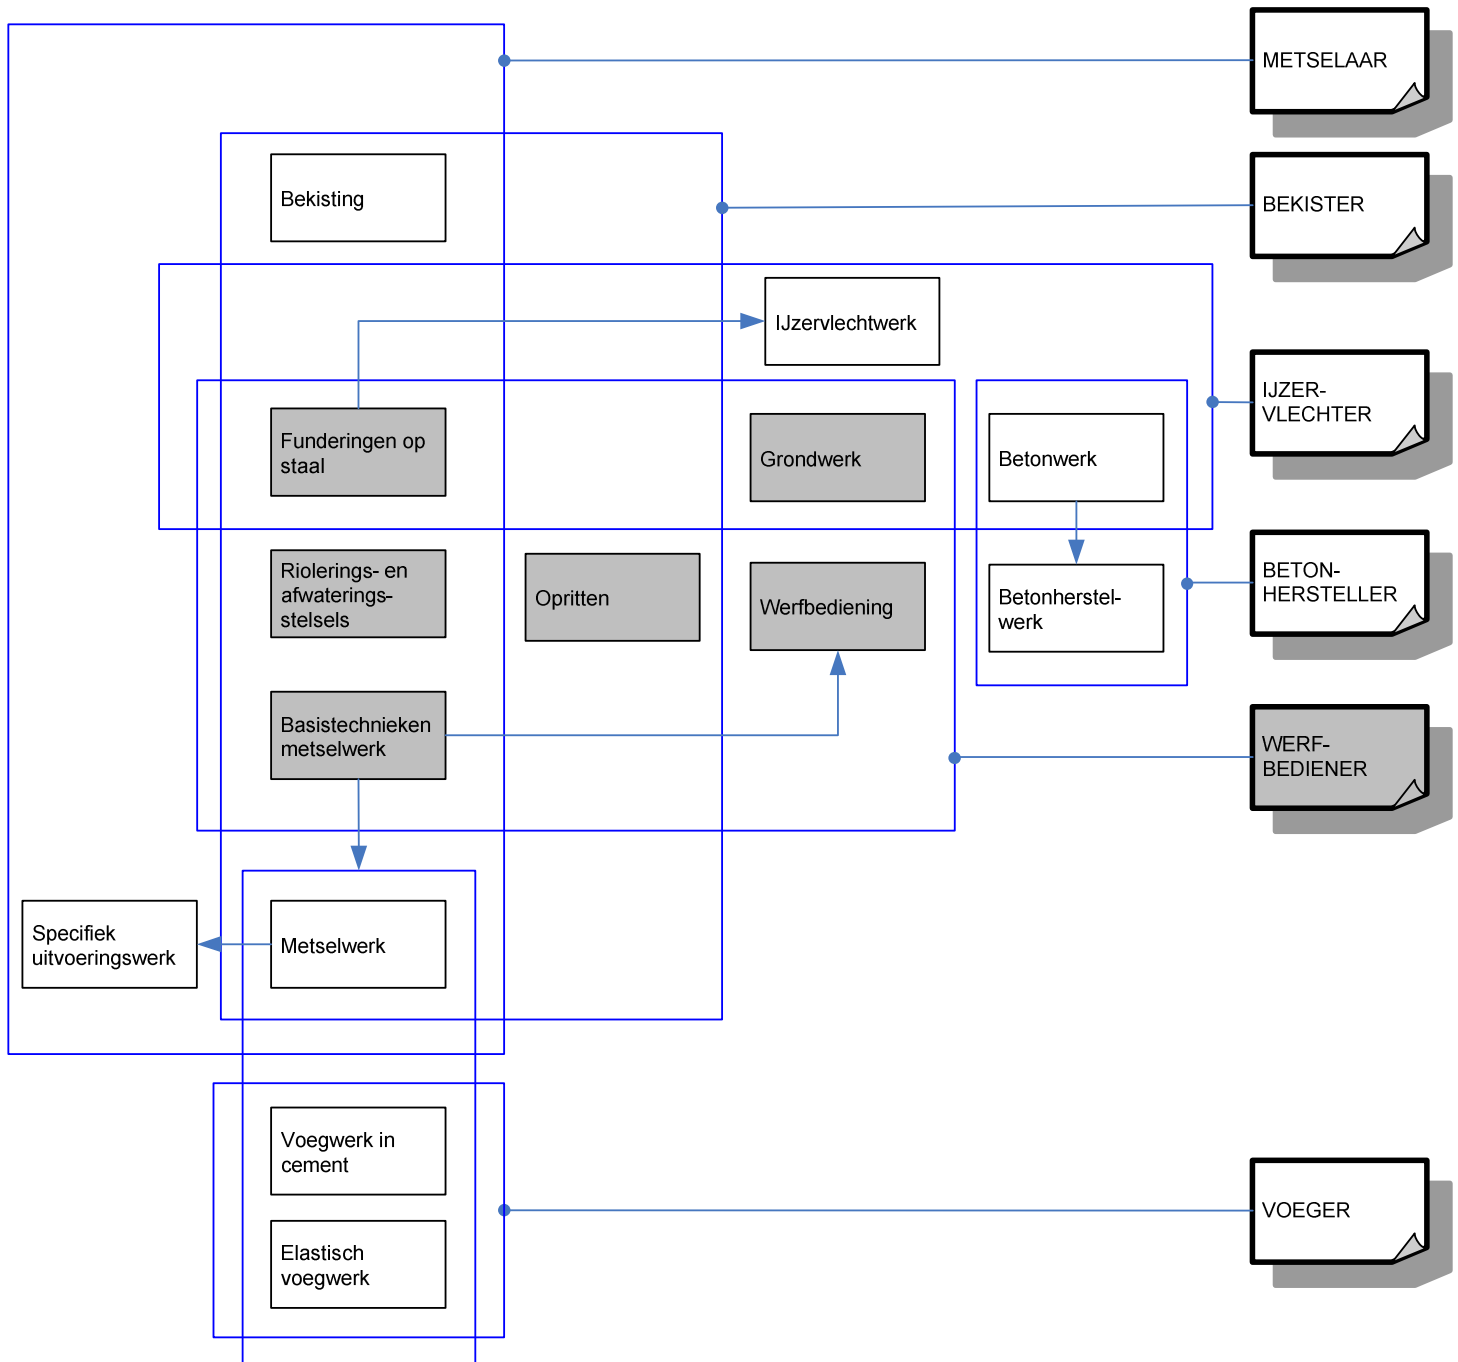 METSELAAR
Bekisting
BEKISTER
IJzervlechtwerk
IJZER-
VLECHTER
Funderingen op
staal
Grondwerk
Betonwerk
Riolerings- en
afwaterings-
stelsels
Opritten
Werfbediening
Betonherstel-
werk
BETON-
HERSTELLER
Basistechnieken
metselwerk
WERF-
BEDIENER
Specifiek
uitvoeringswerk
Metselwerk
Voegwerk in
cement
VOEGER
Elastisch
voegwerk